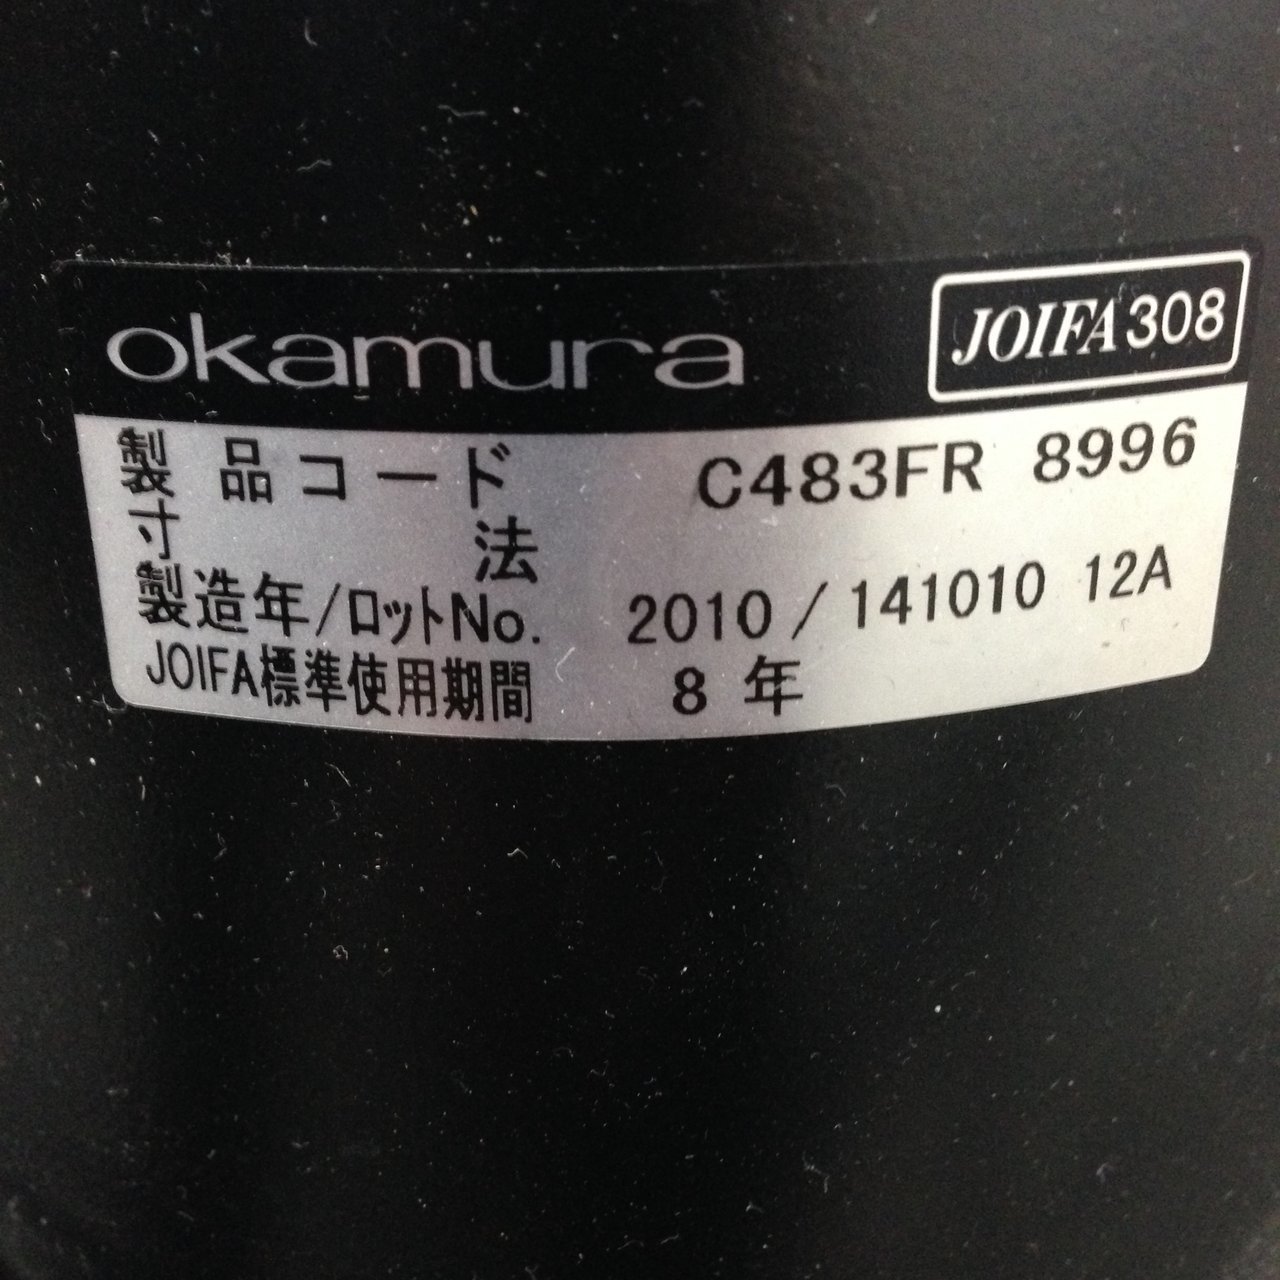 okamura
JOIFA308
製品コード C483FR 8996
寸法
製造年/ロットNo. 2010 / 141010 12A
JOIFA標準使用期間 8 年